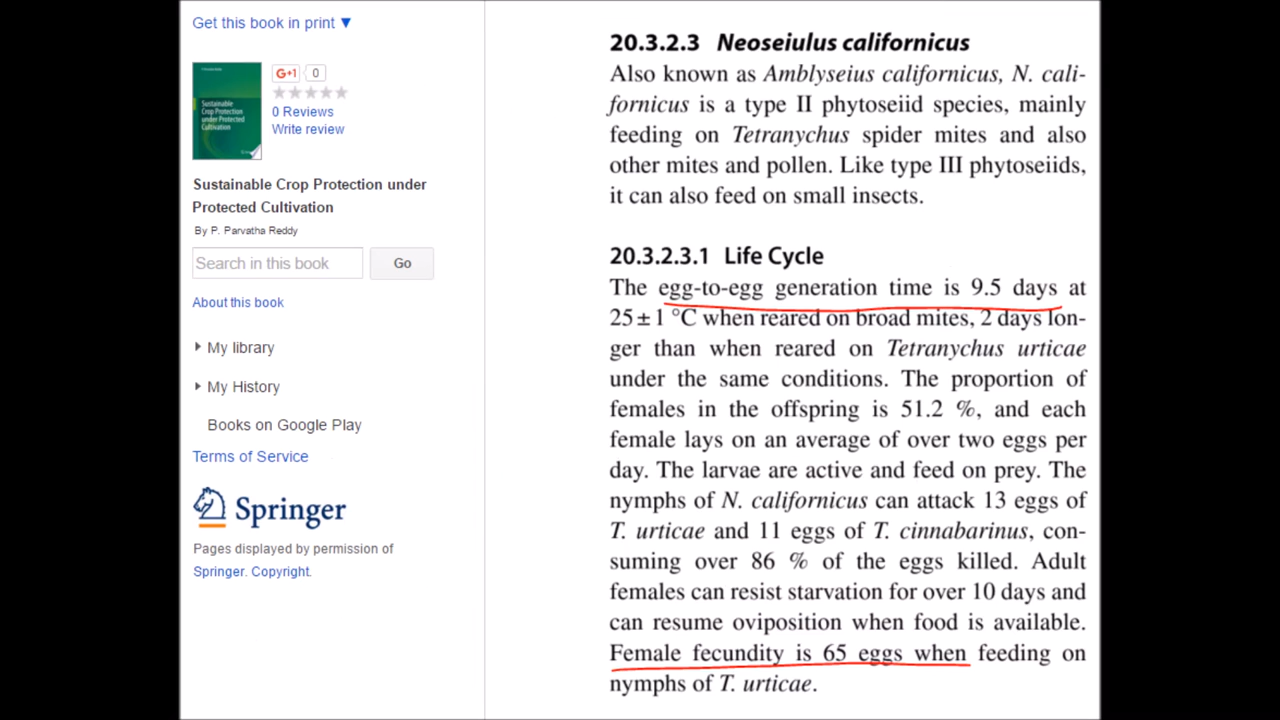 Get this book in print ▼
G+1 0
0 Reviews
Write review
Sustainable
Crop Protection
under Protected
Cultivation
Sustainable Crop Protection under
Protected Cultivation
By P. Parvatha Reddy
Search in this book Go
About this book
My library
My History
Books on Google Play
Terms of Service
Springer
Pages displayed by permission of
Springer. Copyright.
20.3.2.3 Neoseiulus californicus
Also known as Amblyseius californicus, N. cali-
fornicus is a type II phytoseiid species, mainly
feeding on Tetranychus spider mites and also
other mites and pollen. Like type III phytoseiids,
it can also feed on small insects.
20.3.2.3.1 Life Cycle
The egg-to-egg generation time is 9.5 days at
25 ± 1 °C when reared on broad mites, 2 days lon-
ger than when reared on Tetranychus urticae
under the same conditions. The proportion of
females in the offspring is 51.2 %, and each
female lays on an average of over two eggs per
day. The larvae are active and feed on prey. The
nymphs of N. californicus can attack 13 eggs of
T. urticae and 11 eggs of T. cinnabarinus, con-
suming over 86 % of the eggs killed. Adult
females can resist starvation for over 10 days and
can resume oviposition when food is available.
Female fecundity is 65 eggs when feeding on
nymphs of T. urticae.